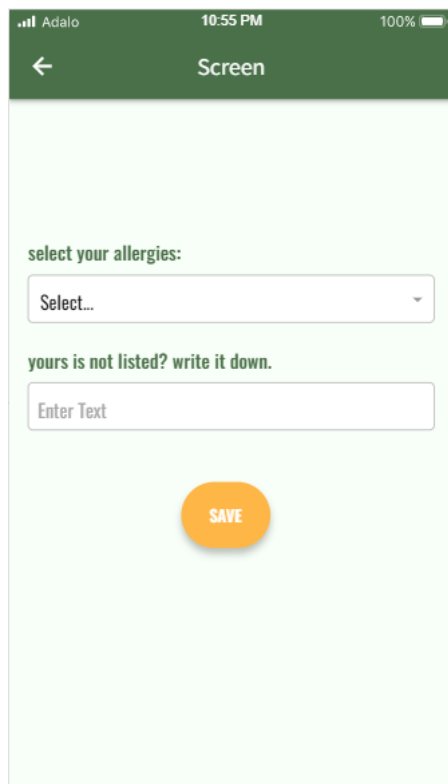 Adalo 10:55 PM 100%
Screen
select your allergies:
Select...
yours is not listed? write it down.
Enter Text
SAVE